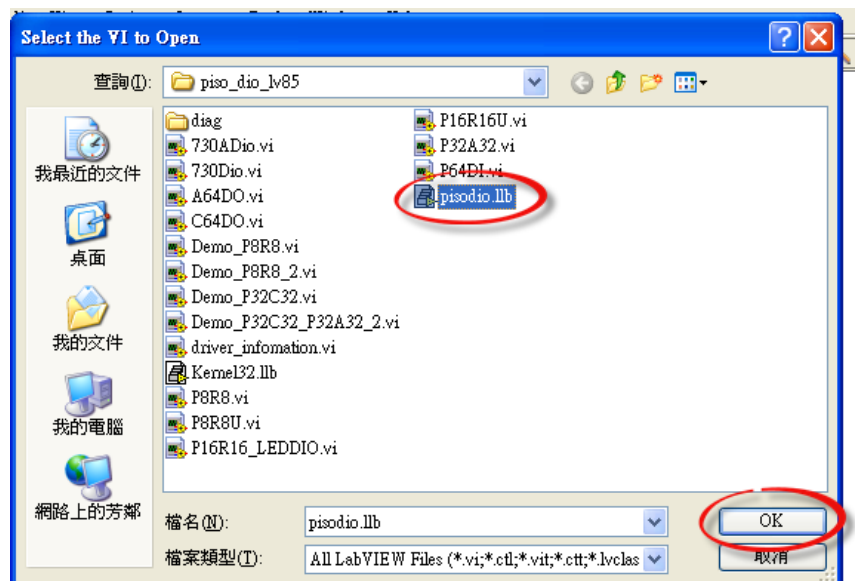 Select the VI to Open
查詢(I):
piso_dio_lv85
我最近的文件
桌面
我的文件
我的電腦
網路上的芳鄰
diag
730ADio.vi
730Dio.vi
A64DO.vi
C64DO.vi
Demo_P8R8.vi
Demo_P8R8_2.vi
Demo_P32C32.vi
Demo_P32C32_P32A32_2.vi
driver_infomation.vi
Kernel32.llb
P8R8.vi
P8R8U.vi
P16R16_LEDDIO.vi
P16R16U.vi
P32A32.vi
P64DI.vi
pisodio.llb
檔名(N):
pisodio.llb
OK
檔案類型(T):
All LabVIEW Files (*.vi;*.ctl;*.vit;*.ctt;*.lvclas
取消